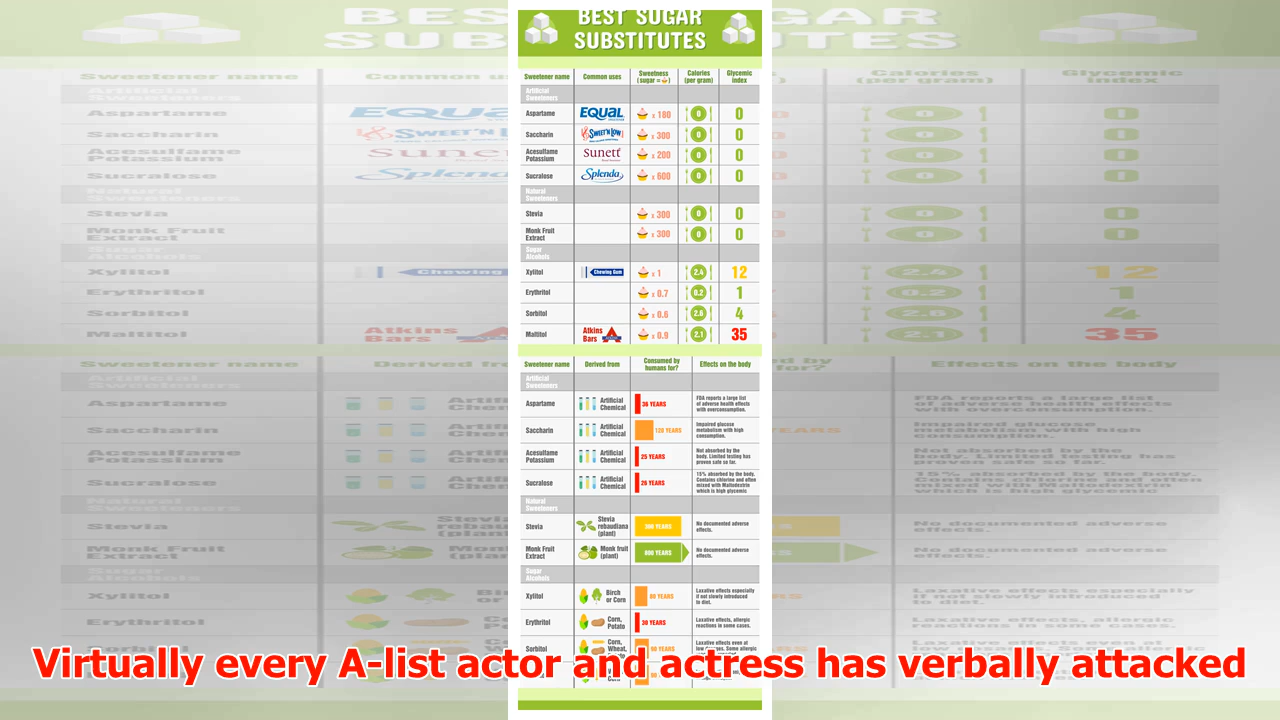 BEST SUGAR
SUBSTITUTES
Sweetener name Common uses Sweetness (sugar = ) Calories (per gram) Glycemic index
Artificial Sweeteners
Aspartame EQUAL x 180 0 0
Saccharin SWEET'N LOW x 300 0 0
Acesulfame Potassium sunett x 200 0 0
Sucralose Splenda x 600 0 0
Natural Sweeteners
Stevia x 300 0 0
Monk Fruit Extract x 300 0 0
Sugar Alcohols
Xylitol Chewing Gum x 1 2.4 12
Erythritol x 0.7 0.2 1
Sorbitol x 0.6 2.6 4
Maltitol Atkins Bars x 0.9 2.1 35
Sweetener name Derived from Consumed by humans for? Effects on the body
Artificial Sweeteners
Aspartame Artificial Chemical 36 YEARS FDA reports a large list of adverse health effects with overconsumption.
Saccharin Artificial Chemical 120 YEARS Impaired glucose metabolism with high consumption.
Acesulfame Potassium Artificial Chemical 25 YEARS Not absorbed by the body. Limited testing has proven safe so far.
Sucralose Artificial Chemical 26 YEARS 15% absorbed by the body. Contains chlorine and often mixed with Maltodextrin which is high glycemic
Natural Sweeteners
Stevia Stevia rebaudiana (plant) YEARS No documented adverse effects.
Monk Fruit Extract Monk fruit (plant) 800 YEARS No documented adverse effects.
Sugar Alcohols
Xylitol Birch or Corn YEARS Laxative effects especially if not slowly introduced to diet.
Erythritol Corn, Potato 30 YEARS Laxative effects, allergic reactions in some cases.
Sorbitol Corn, Wheat, YEARS Laxative effects even at low Some allergic
Virtually every A-list actor and actress has verbally attacked